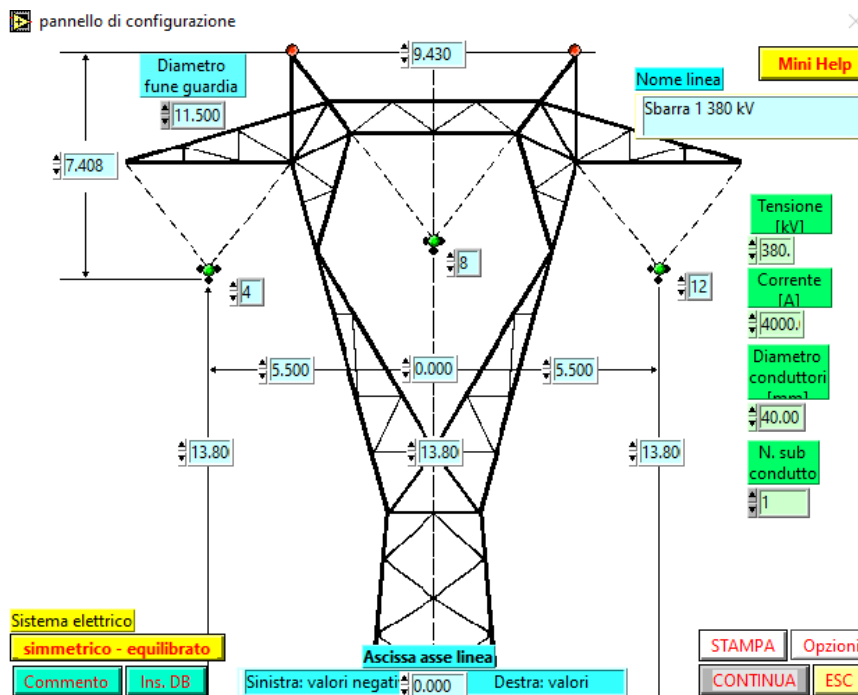 pannello di configurazione
9.430
Diametro
fune guardia
11.500
Mini Help
Nome linea
Sbarra 1 380 kV
7.408
Tensione
[kV]
380.
8
4
12
Corrente
[A]
4000.
5.500
0.000
5.500
Diametro
conduttori
[mm]
40.00
13.80
13.80
13.80
N. sub
condutto
1
Sistema elettrico
simmetrico - equilibrato
Commento
Ins. DB
Ascissa asse linea
Sinistra: valori negati
0.000
Destra: valori
STAMPA
Opzioni
CONTINUA
ESC